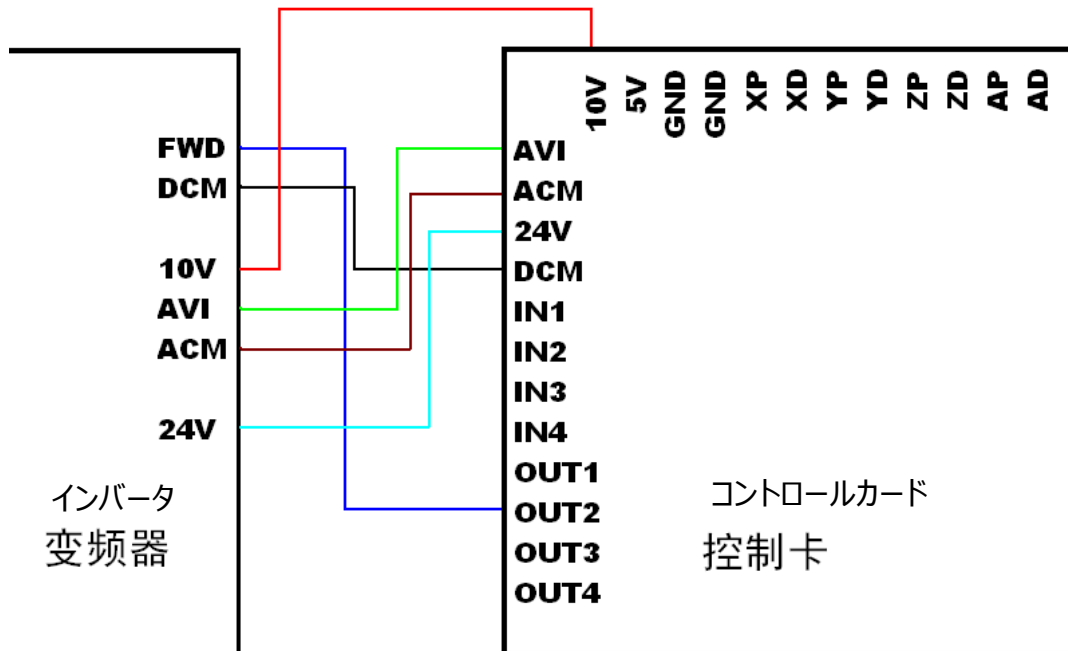 FWD
DCM
10V
AVI
ACM
24V
インバータ
变频器
10V
5V
GND
GND
XP
XD
YP
YD
ZP
ZD
AP
AD
AVI
ACM
24V
DCM
IN1
IN2
IN3
IN4
OUT1
OUT2
OUT3
OUT4
コントロールカード
控制卡